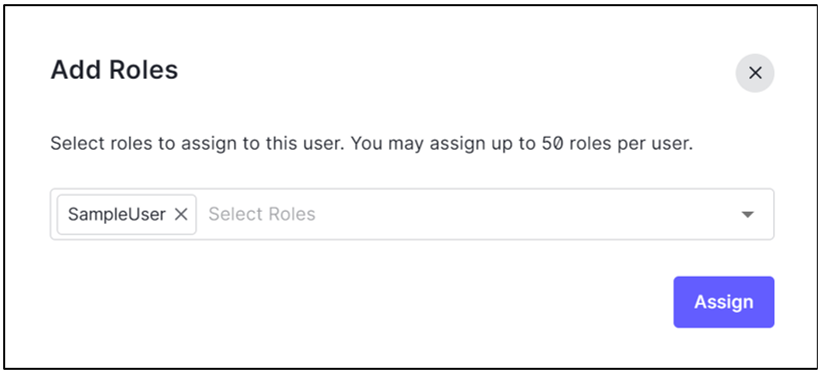 Add Roles
Select roles to assign to this user. You may assign up to 50 roles per user.
SampleUser Select Roles
Assign